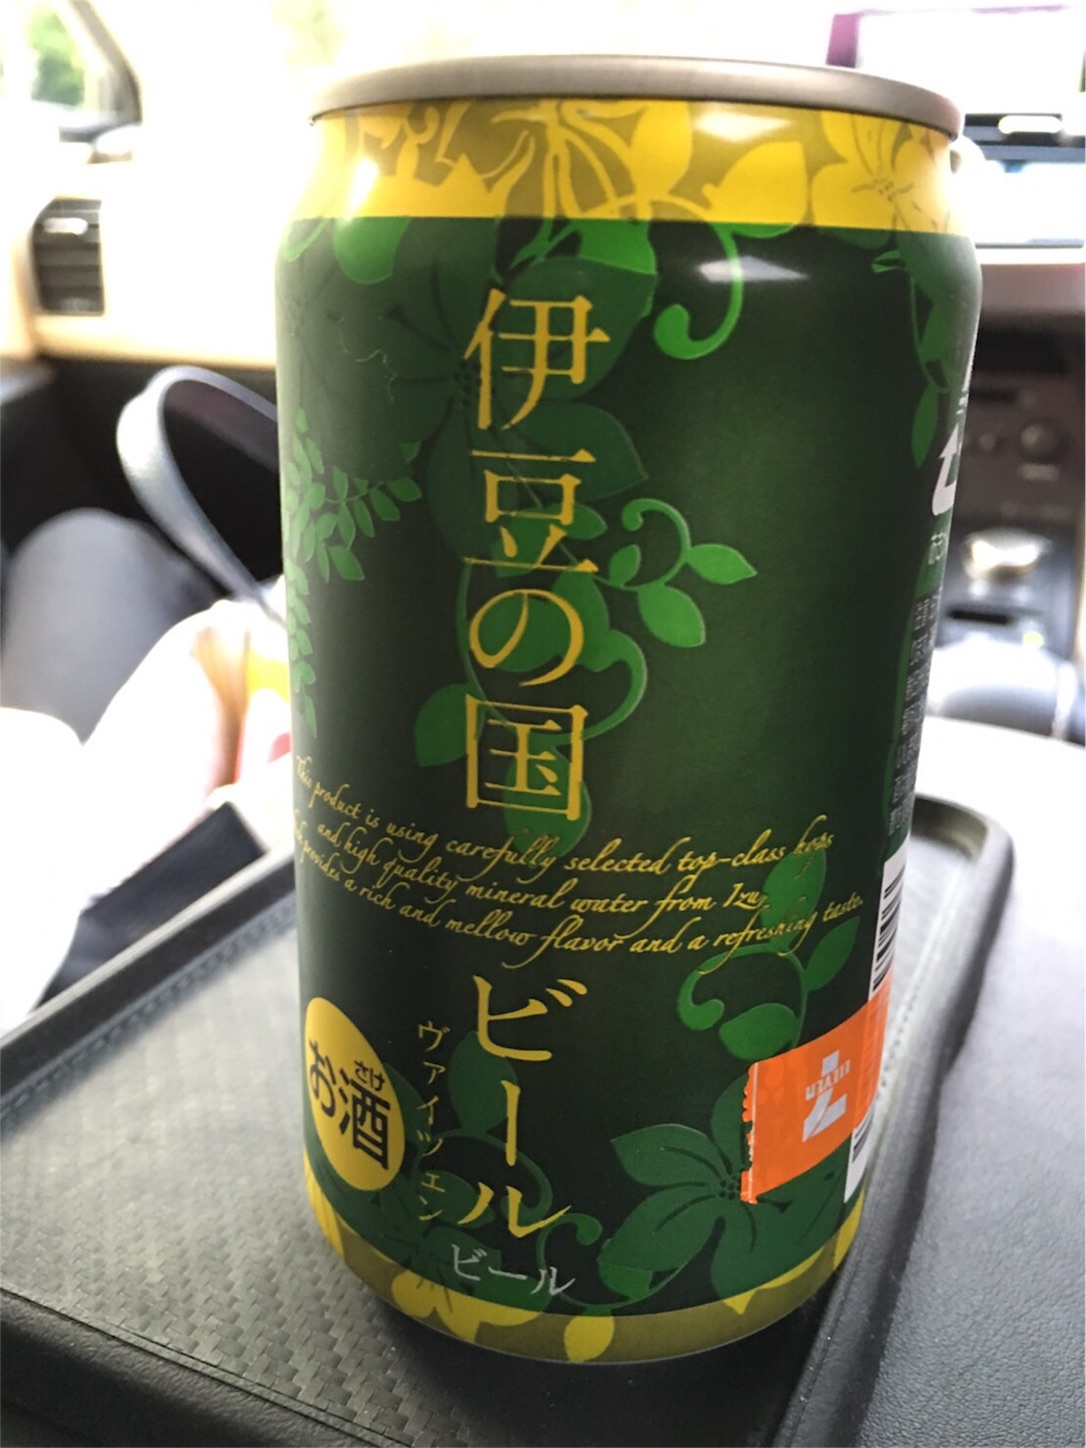 伊豆の国
This product is using carefully selected top-class hops
and high quality mineral water from Izu,
provides a rich and mellow flavor and a refreshing taste.
ビール
ヴァイツェン
さけ
お酒
ビール